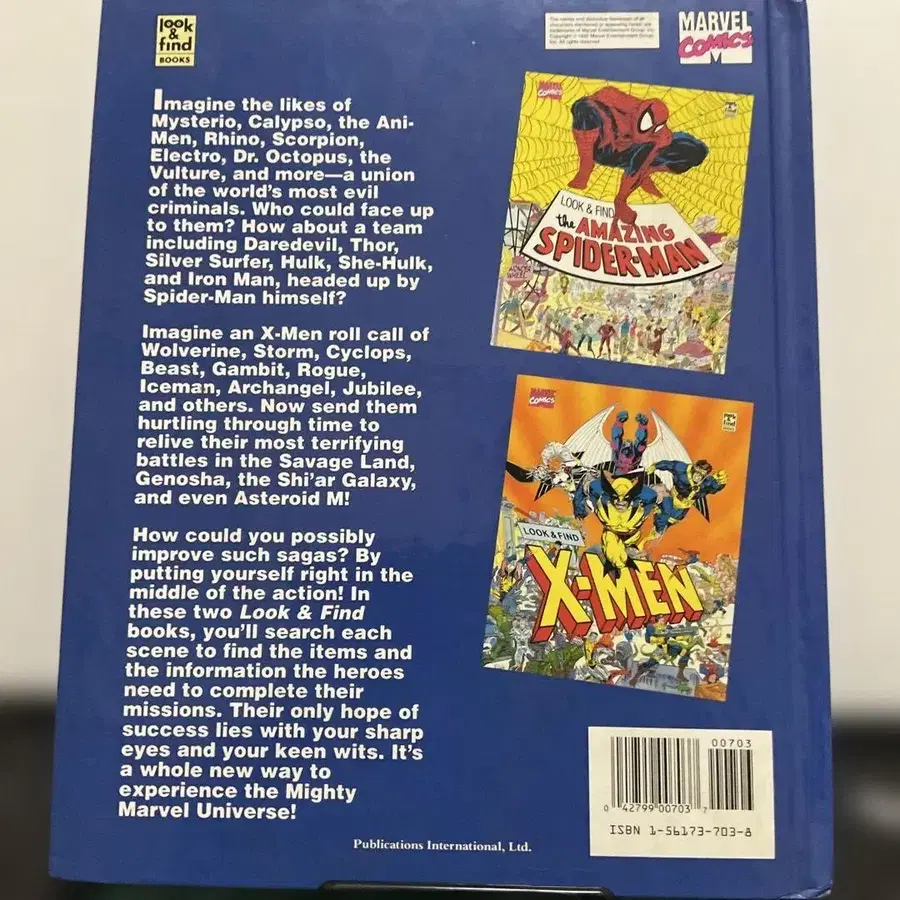 look
&
find
BOOKS
MARVEL
COMICS
Imagine the likes of
Mysterio, Calypso, the Ani-
Men, Rhino, Scorpion,
Electro, Dr. Octopus, the
Vulture, and more—a union
of the world's most evil
criminals. Who could face up
to them? How about a team
including Daredevil, Thor,
Silver Surfer, Hulk, She-Hulk,
and Iron Man, headed up by
Spider-Man himself?
Imagine an X-Men roll call of
Wolverine, Storm, Cyclops,
Beast, Gambit, Rogue,
Iceman, Archangel, Jubilee,
and others. Now send them
hurtling through time to
relive their most terrifying
battles in the Savage Land,
Genosha, the Shi'ar Galaxy,
and even Asteroid M!
How could you possibly
improve such sagas? By
putting yourself right in the
middle of the action! In
these two Look & Find
books, you'll search each
scene to find the items and
the information the heroes
need to complete their
missions. Their only hope of
success lies with your sharp
eyes and your keen wits. It's
a whole new way to
experience the Mighty
Marvel Universe!
MARVEL
COMICS
LOOK & FIND
the AMAZING
SPIDER-MAN
WONDER
WHEEL
MARVEL
COMICS
look
&
find
BOOKS
LOOK & FIND
X-MEN
00703
0 42799 00703 7
ISBN 1-56173-703-8
Publications International, Ltd.